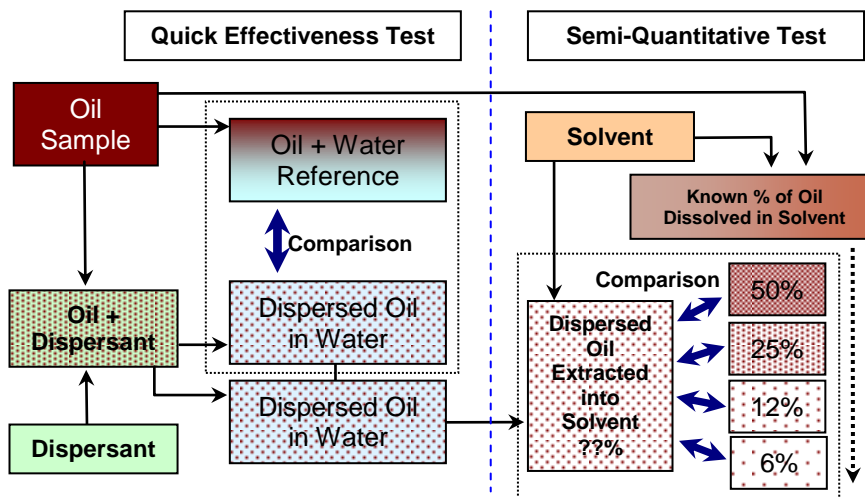 Quick Effectiveness Test
Semi-Quantitative Test
Oil
Sample
Oil + Water
Reference
Solvent
Known % of Oil
Dissolved in Solvent
Comparison
Comparison
Oil +
Dispersant
Dispersed Oil
in Water
Dispersed
Oil
Extracted
into
Solvent
??%
50%
25%
12%
6%
Dispersed Oil
in Water
Dispersant